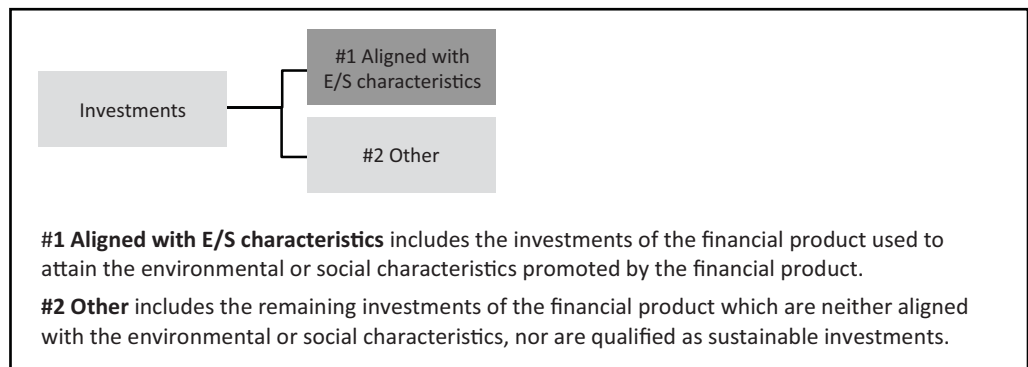 #1 Aligned with
E/S characteristics
Investments
#2 Other
#1 Aligned with E/S characteristics includes the investments of the financial product used to
attain the environmental or social characteristics promoted by the financial product.
#2 Other includes the remaining investments of the financial product which are neither aligned
with the environmental or social characteristics, nor are qualified as sustainable investments.